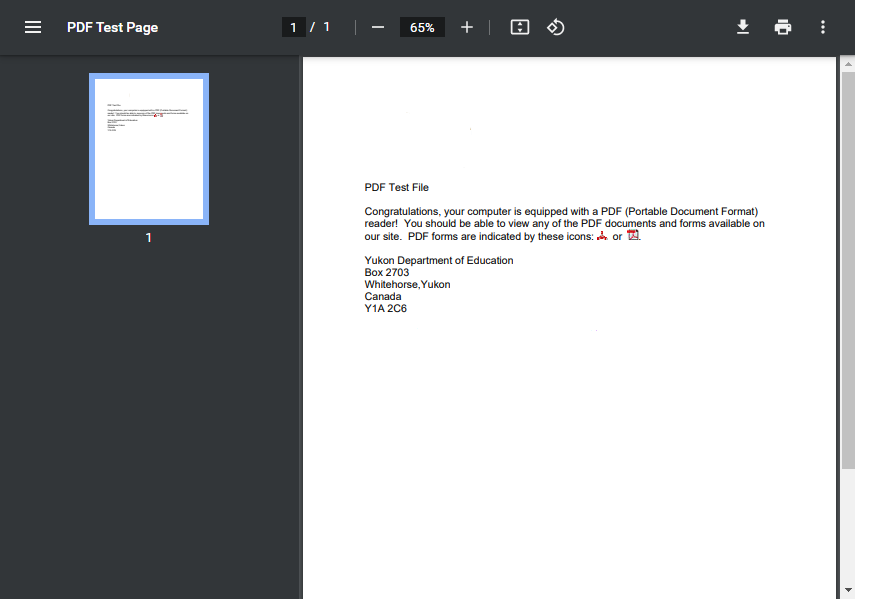 PDF Test Page
1 / 1
65%
1
PDF Test File
Congratulations, your computer is equipped with a PDF (Portable Document Format)
reader!  You should be able to view any of the PDF documents and forms available on
our site.  PDF forms are indicated by these icons: or .
Yukon Department of Education
Box 2703
Whitehorse,Yukon
Canada
Y1A 2C6